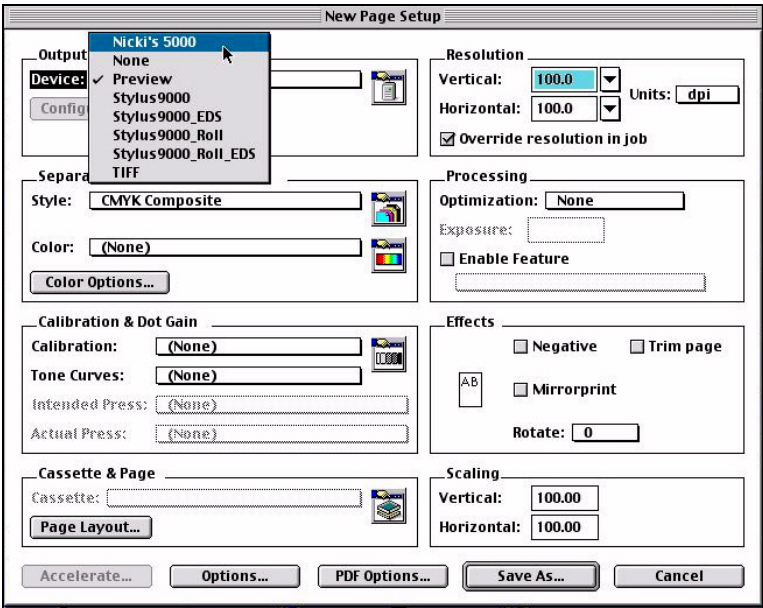 New Page Setup
Output
Device:
Nicki's 5000
None
✓ Preview
Stylus9000
Stylus9000_EDS
Stylus9000_Roll
Stylus9000_Roll_EDS
TIFF
Config
Resolution
Vertical: 100.0
Horizontal: 100.0
Units: dpi
Override resolution in job
Separa
Style: CMYK Composite
Color: (None)
Color Options...
Processing
Optimization: None
Exposure:
Enable Feature
Calibration & Dot Gain
Calibration: (None)
Tone Curves: (None)
Intended Press: (None)
Actual Press: (None)
Effects
Negative
Trim page
AB
Mirrorprint
Rotate: 0
Cassette & Page
Cassette:
Page Layout...
Scaling
Vertical: 100.00
Horizontal: 100.00
Accelerate... Options... PDF Options... Save As... Cancel